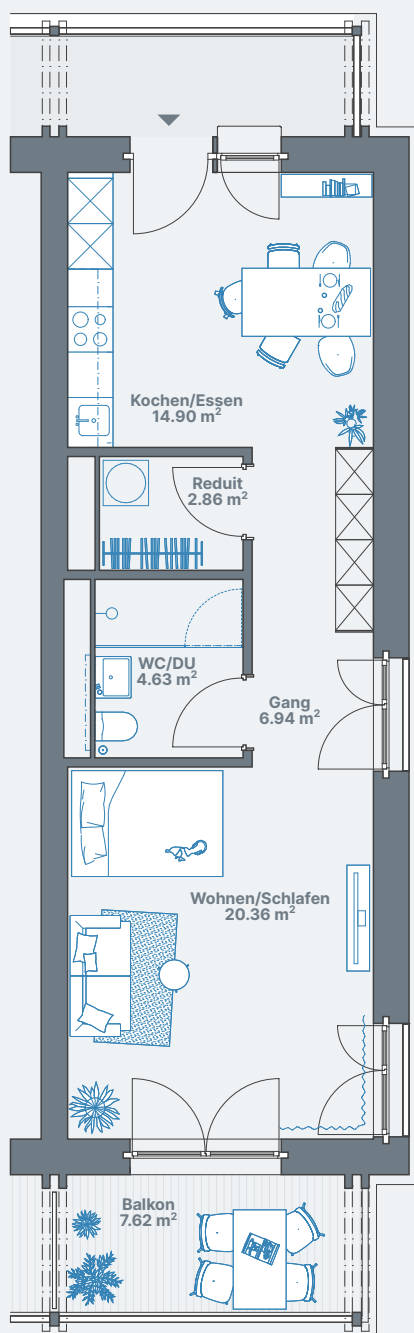 Kochen/Essen
14.90 m²
Reduit
2.86 m²
WC/DU
4.63 m²
Gang
6.94 m²
Wohnen/Schlafen
20.36 m²
Balkon
7.62 m²